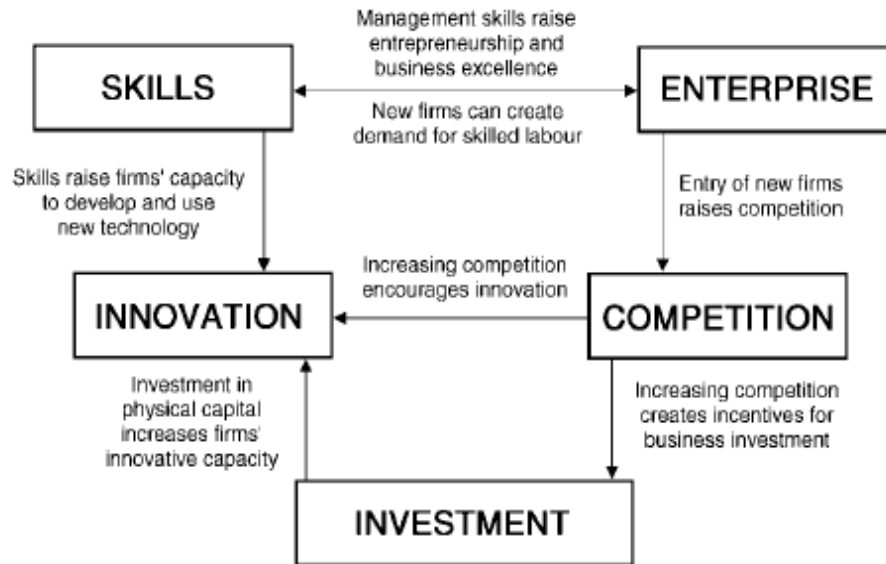 Management skills raise
entrepreneurship and
business excellence
SKILLS
ENTERPRISE
New firms can create
demand for skilled labour
Skills raise firms' capacity
to develop and use
new technology
Entry of new firms
raises competition
Increasing competition
encourages innovation
INNOVATION
COMPETITION
Investment in
physical capital
increases firms'
innovative capacity
Increasing competition
creates incentives for
business investment
INVESTMENT